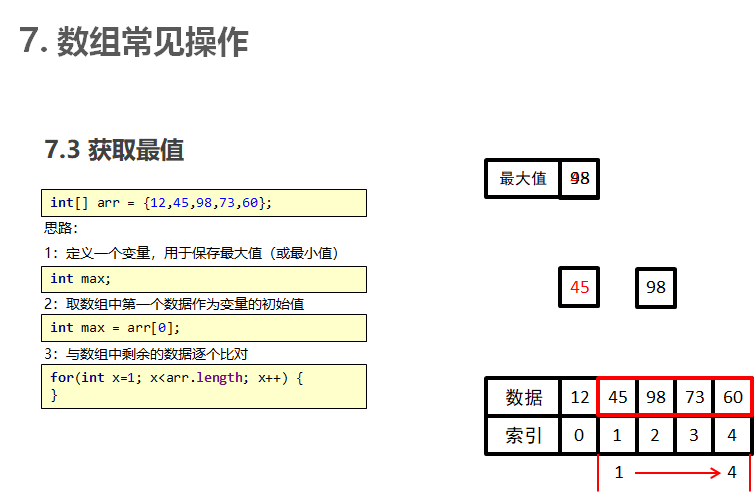 7. 数组常见操作
7.3 获取最值
int[] arr = {12,45,98,73,60};
思路：
1：定义一个变量，用于保存最大值（或最小值）
int max;
2：取数组中第一个数据作为变量的初始值
int max = arr[0];
3：与数组中剩余的数据逐个比对
for(int x=1; x<arr.length; x++) {
}
最大值 98
45 98
数据 12 45 98 73 60
索引 0 1 2 3 4
1 4